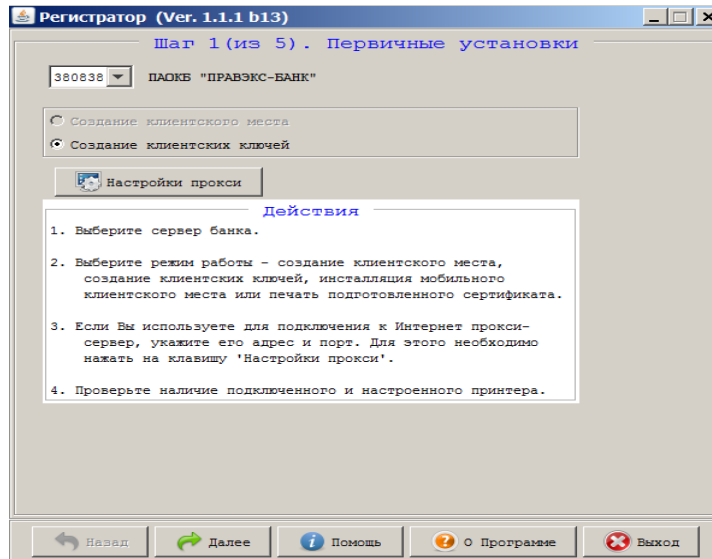 Регистратор (Ver. 1.1.1 b13)
Шаг 1(из 5). Первичные установки
380838 ПАОКБ "ПРАВЭКС-БАНК"
Создание клиентского места
Создание клиентских ключей
Настройки прокси
Действия
1. Выберите сервер банка.
2. Выберите режим работы - создание клиентского места,
создание клиентских ключей, инсталляция мобильного
клиентского места или печать подготовленного сертификата.
3. Если Вы используете для подключения к Интернет прокси-
сервер, укажите его адрес и порт. Для этого необходимо
нажать на клавишу 'Настройки прокси'.
4. Проверьте наличие подключенного и настроенного принтера.
Назад Далее Помощь О Программе Выход